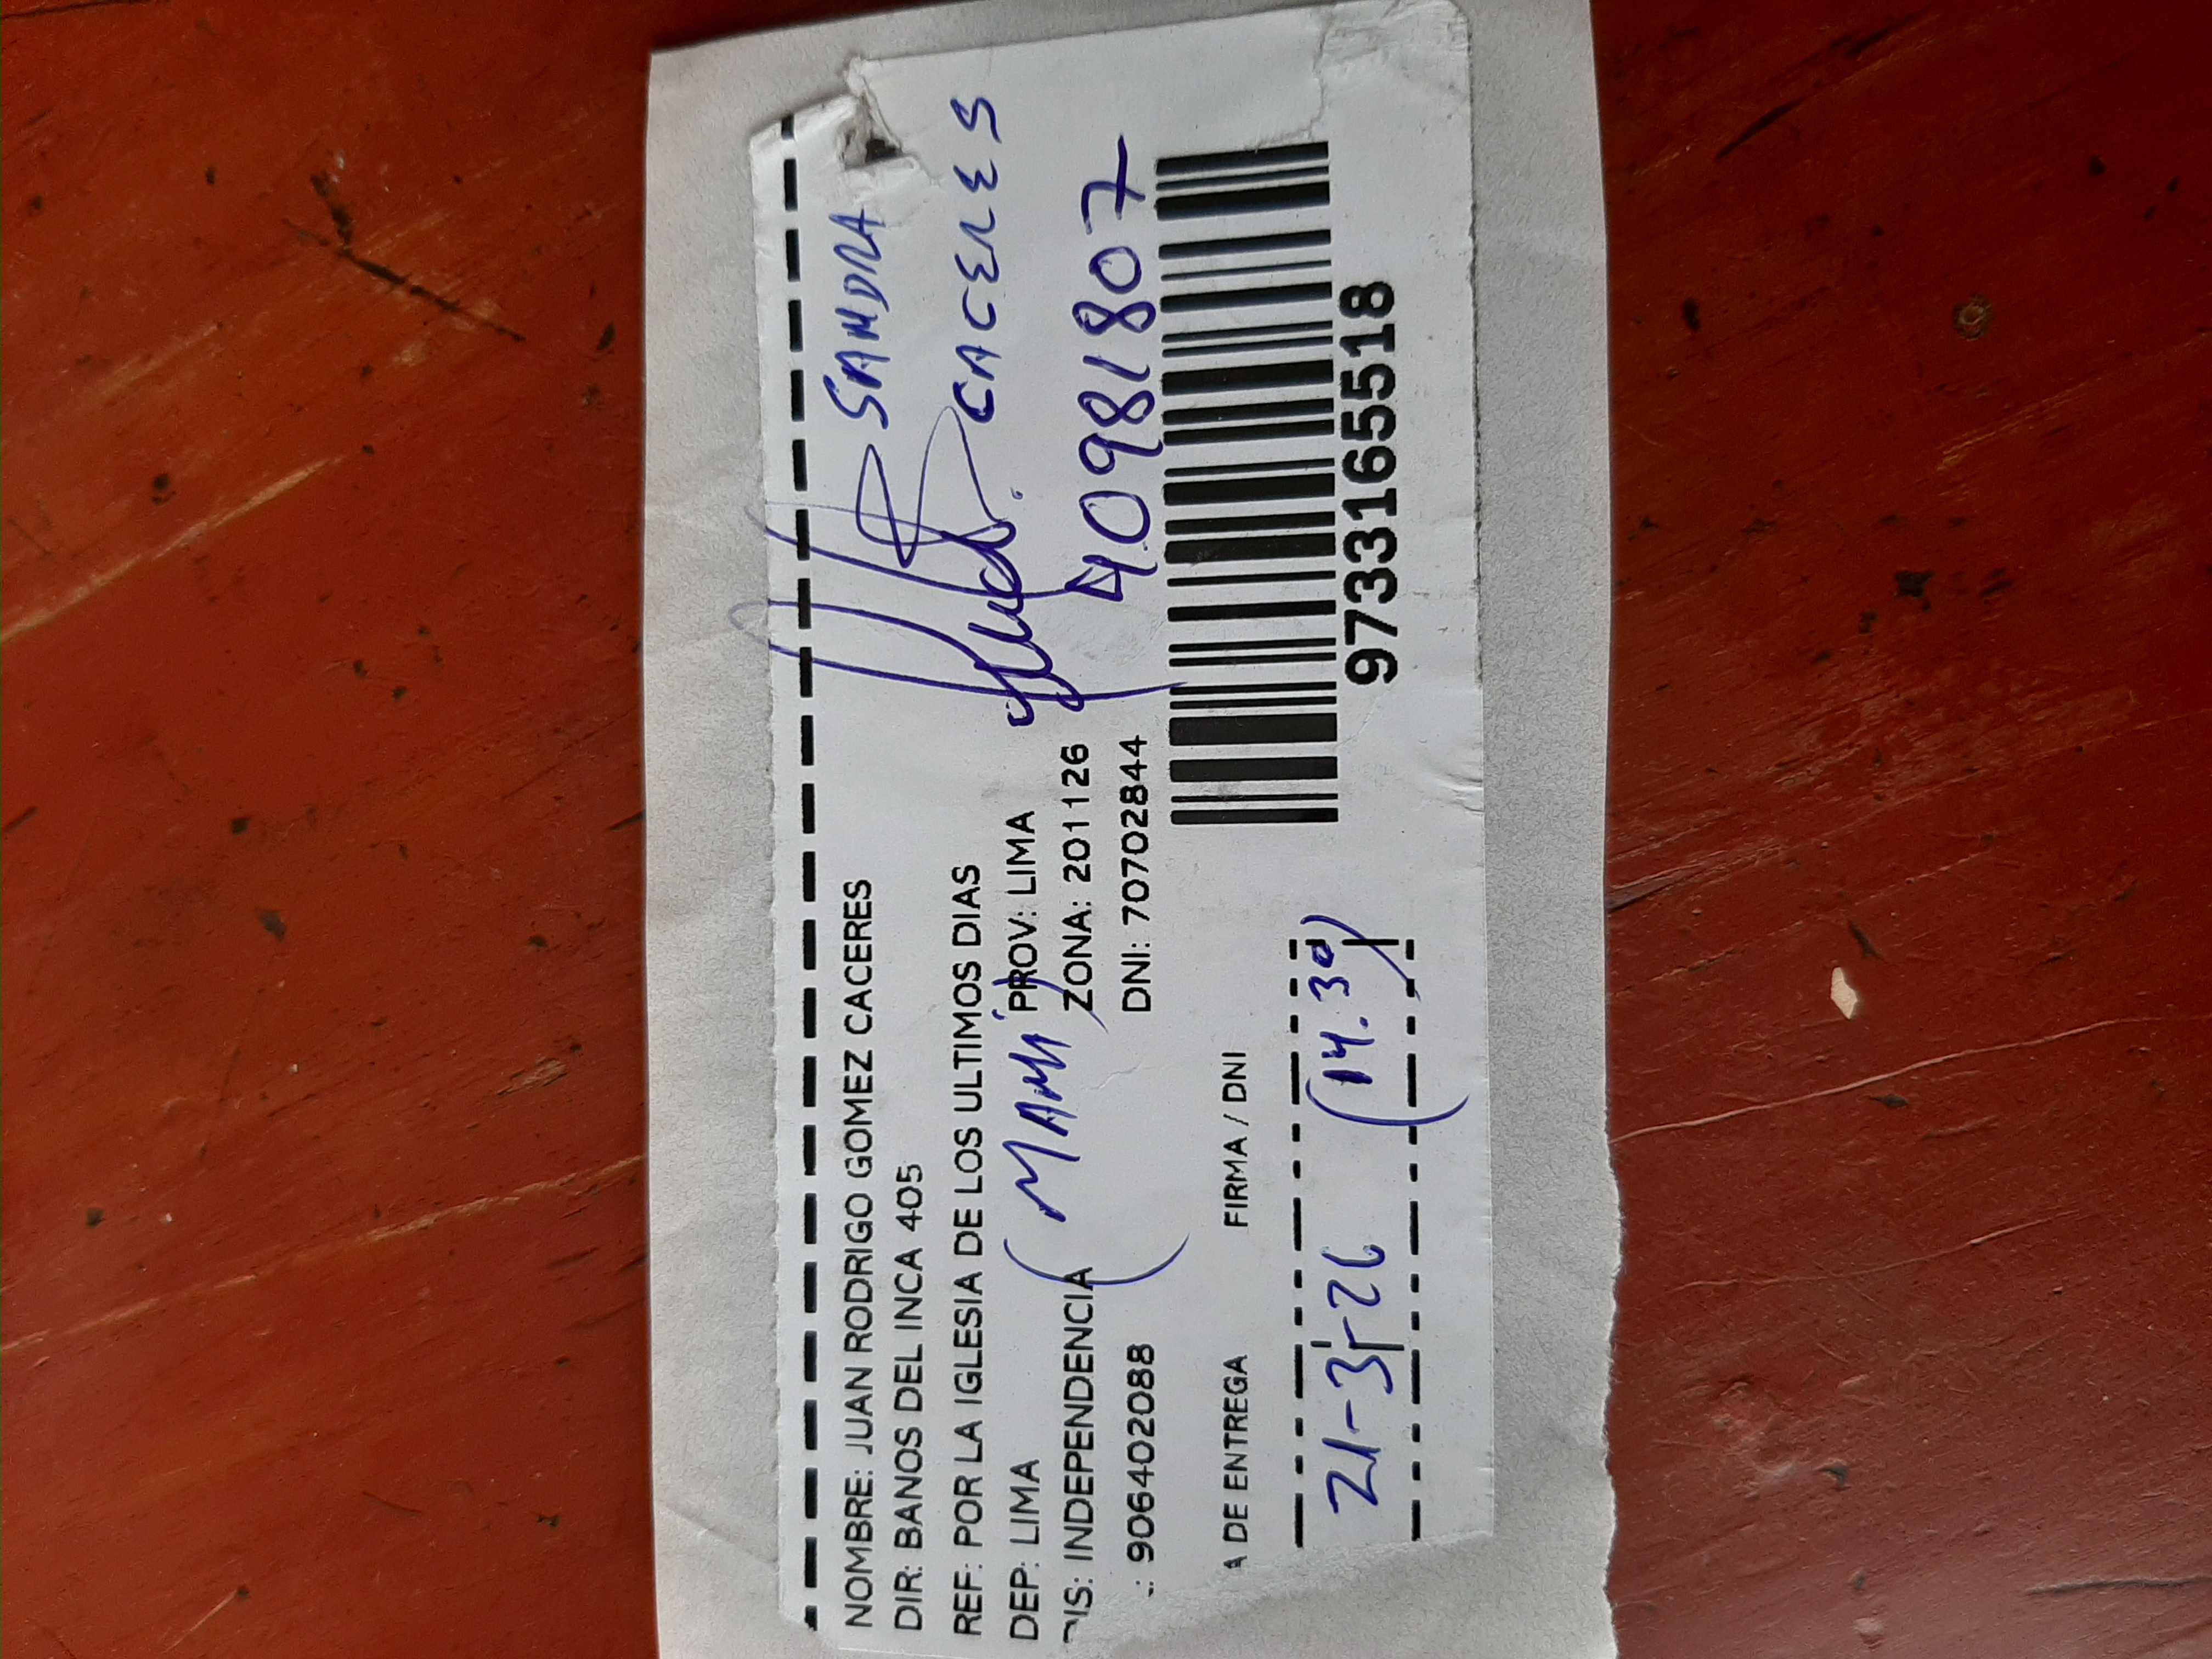 NOMBRE: JUAN RODRIGO GOMEZ CACERES
DIR: BANOS DEL INCA 405
SANDRA
REF: POR LA IGLESIA DE LOS ULTIMOS DIAS
CACERES
DEP: LIMA PROV: LIMA
(MAMÁ)
DIS: INDEPENDENCIA ZONA: 201126
40981807
.: 906402088 DNI: 70702844
A DE ENTREGA FIRMA / DNI
21-3-26 (14.30)
9733165518